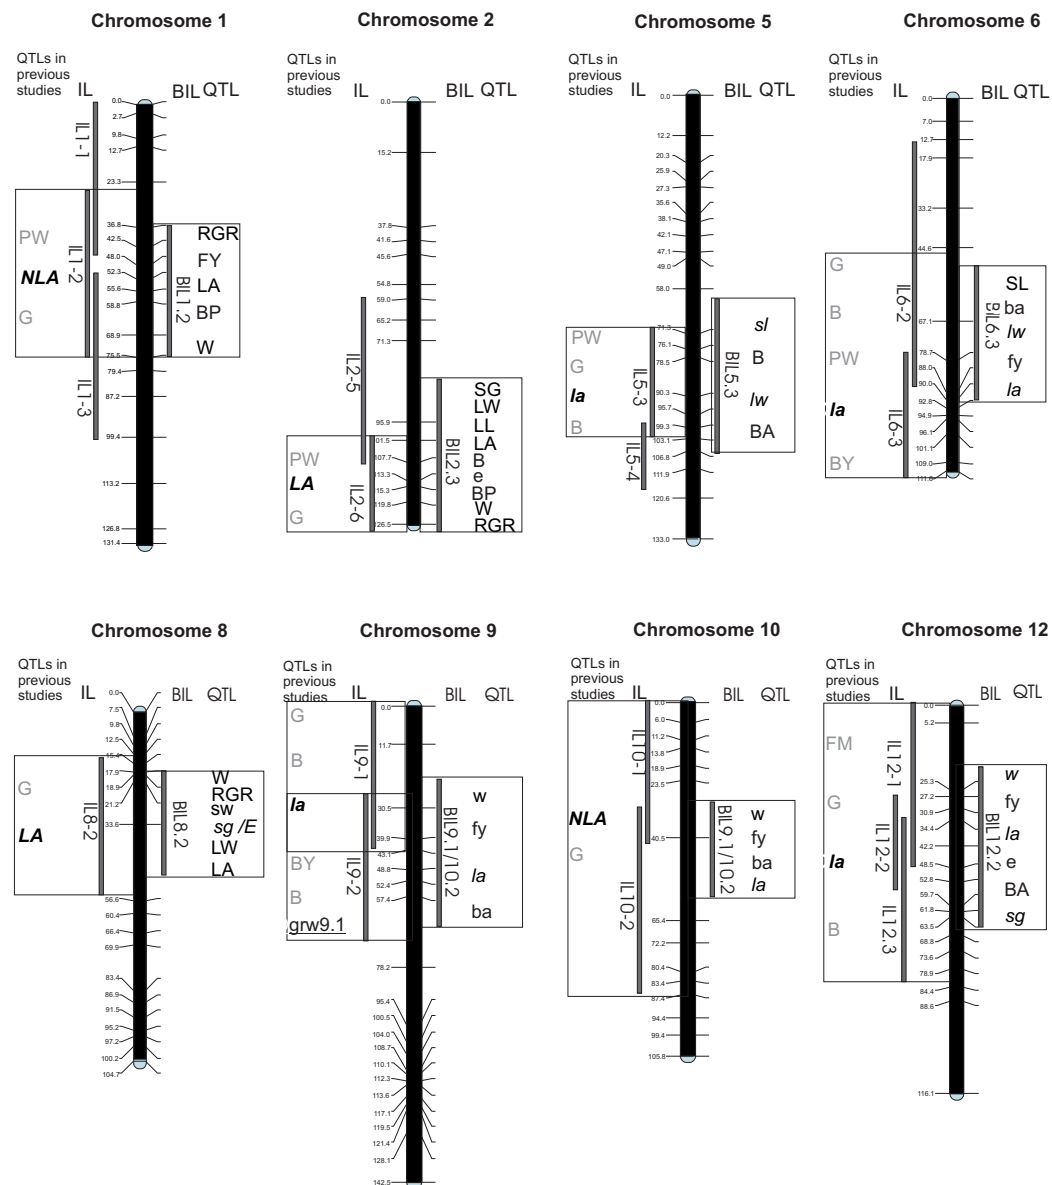 Chromosome 1
QTLs in
previous
studies
IL
BIL QTL
0.0
2.7
9.8
12.7
23.3
36.8
42.5
48.0
52.3
55.6
58.8
68.9
75.5
79.4
87.2
99.4
113.2
126.8
131.4
IL1-1
IL1-2
IL1-3
PW
NLA
G
BIL1.2
RGR
FY
LA
BP
W
Chromosome 2
QTLs in
previous
studies
IL
BIL QTL
0.0
15.2
37.8
41.6
45.6
54.8
59.0
65.2
71.3
95.9
101.5
107.7
113.3
115.3
119.8
126.5
IL2-5
IL2-6
PW
LA
G
BIL2.3
SG
LW
LL
LA
B
e
BP
W
RGR
Chromosome 5
QTLs in
previous
studies
IL
BIL QTL
0.0
12.2
20.3
25.9
27.3
35.6
38.1
42.1
47.1
49.0
58.0
71.3
76.1
78.5
90.3
95.7
99.3
103.1
106.8
111.9
120.6
133.0
PW
G
la
B
IL5-3
IL5-4
BIL5.3
sl
B
lw
BA
Chromosome 6
QTLs in
previous
studies
IL
BIL QTL
0.0
7.0
12.7
17.9
33.2
44.6
67.1
78.7
88.0
90.0
92.8
94.9
96.1
101.1
109.0
111.6
G
B
PW
la
BY
IL6-2
IL6-3
BIL6.3
SL
ba
lw
fy
la
Chromosome 8
QTLs in
previous
studies
IL
BIL QTL
0.0
7.5
9.8
12.5
15.4
17.9
18.9
21.2
33.6
56.6
60.4
66.4
69.9
83.4
86.9
91.5
95.2
97.2
100.2
104.7
G
LA
IL8-2
BIL8.2
W
RGR
sw
sg /E
LW
LA
Chromosome 9
QTLs in
previous
studies
IL
BIL QTL
0.0
11.7
30.5
39.9
43.1
48.8
52.4
57.4
78.2
95.4
100.5
104.0
108.7
110.1
112.3
113.6
117.1
119.5
121.4
128.1
142.5
G
B
la
BY
B
grw9.1
IL9-1
IL9-2
BIL9.1/10.2
w
fy
la
ba
Chromosome 10
QTLs in
previous
studies
IL
BIL QTL
0.0
6.0
11.2
13.8
18.9
23.5
40.5
65.4
72.2
80.4
83.4
87.4
94.4
99.4
105.8
NLA
G
IL10-1
IL10-2
BIL9.1/10.2
w
fy
ba
la
Chromosome 12
QTLs in
previous
studies
IL
BIL QTL
0.0
5.2
25.3
27.2
30.9
34.4
42.2
48.5
52.8
59.7
61.8
63.5
68.8
73.6
78.9
84.4
88.6
116.1
FM
G
la
B
IL12-1
IL12-2
IL12.3
BIL12.2
w
fy
la
e
BA
sg